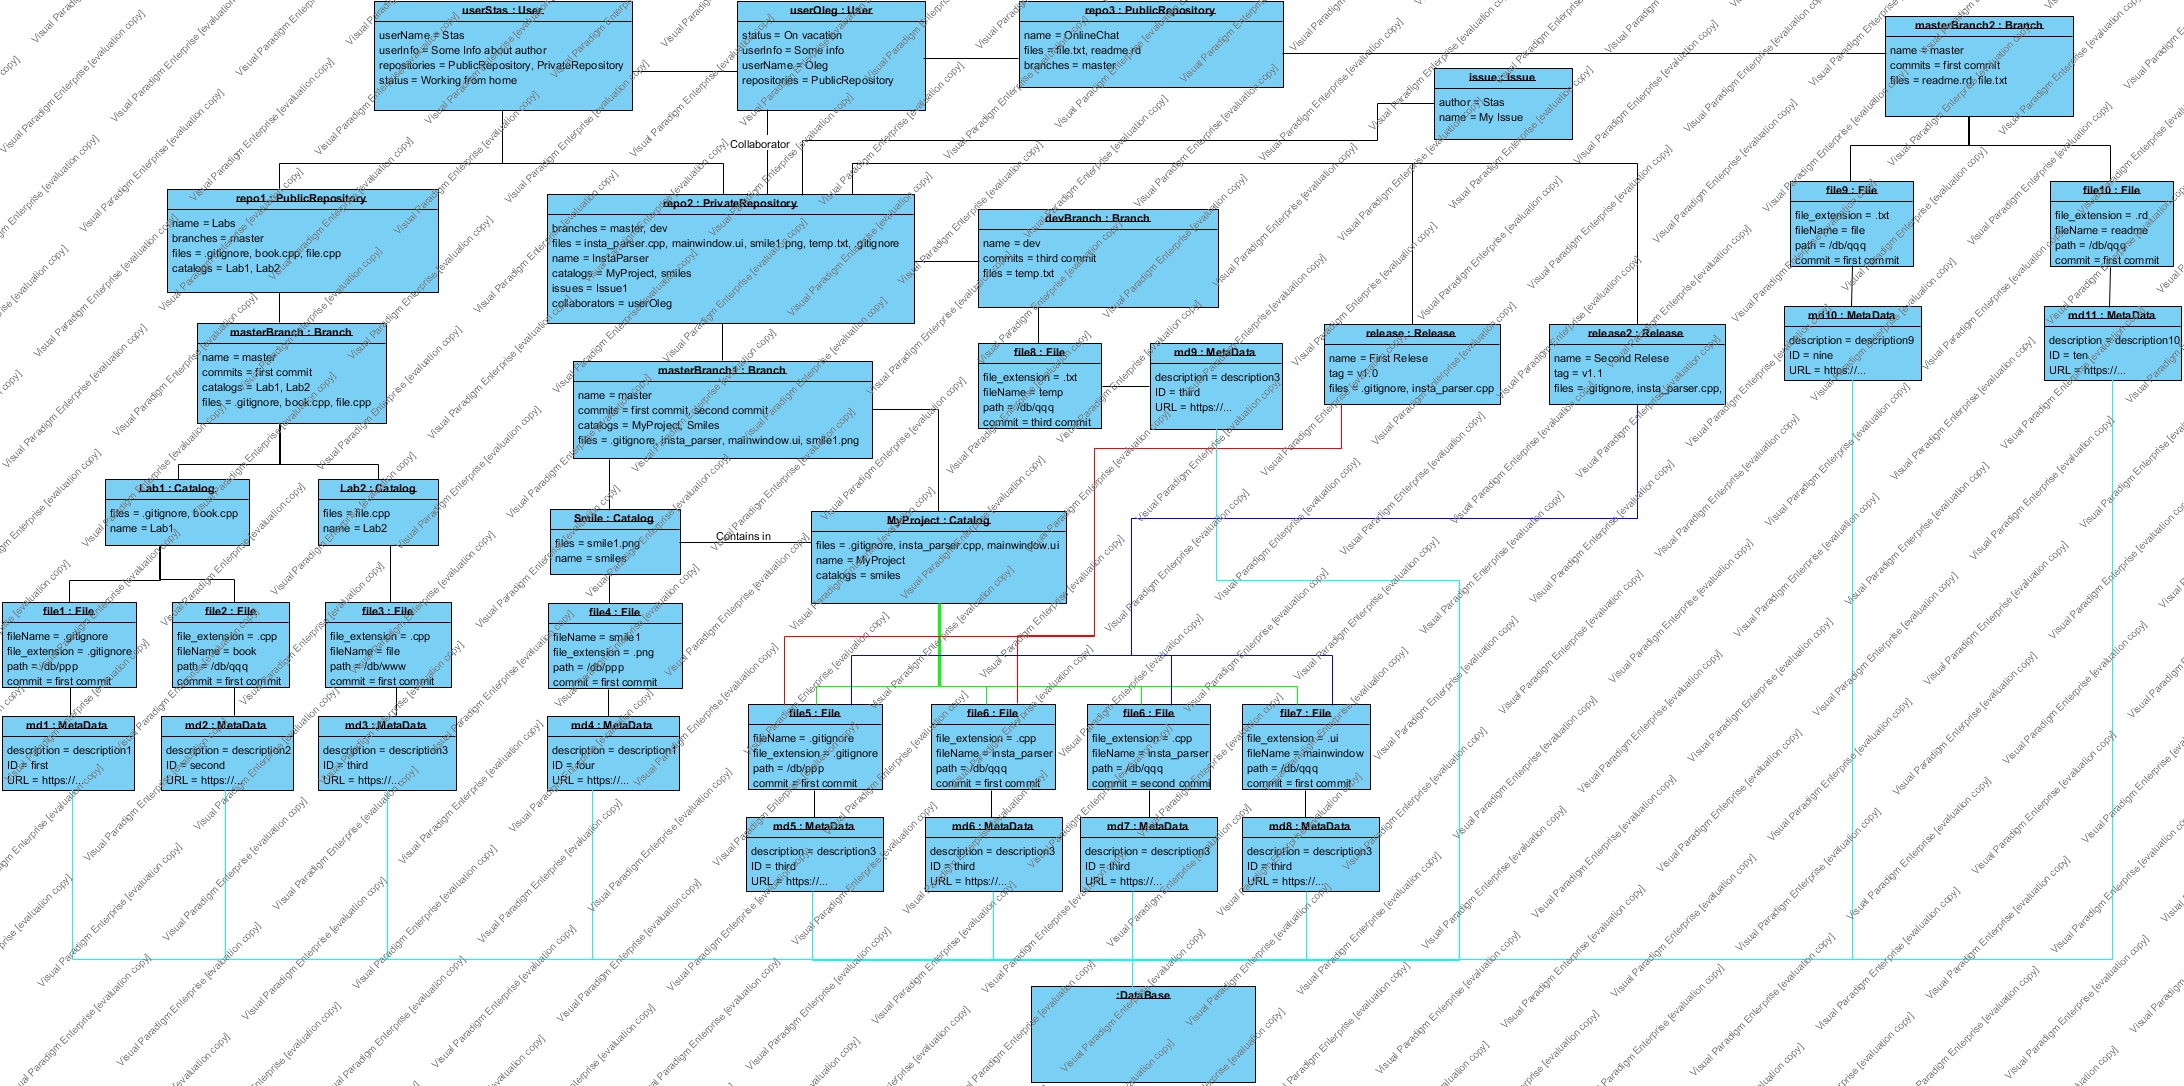 userStas : User
userName = Stas
userInfo = Some Info about author
repositories = PublicRepository, PrivateRepository
status = Working from home
userOleg : User
status = On vacation
userInfo = Some info
userName = Oleg
repositories = PublicRepository
repo3 : PublicRepository
name = OnlineChat
files = file.txt, readme.rd
branches = master
masterBranch2 : Branch
name = master
commits = first commit
files = readme.rd, file.txt
issue : Issue
author = Stas
name = My Issue
Collaborator
repo1 : PublicRepository
name = Labs
branches = master
files = .gitignore, book.cpp, file.cpp
catalogs = Lab1, Lab2
repo2 : PrivateRepository
branches = master, dev
files = insta_parser.cpp, mainwindow.ui, smile1.png, temp.txt, .gitignore
name = InstaParser
catalogs = MyProject, smiles
issues = Issue1
collaborators = userOleg
devBranch : Branch
name = dev
commits = third commit
files = temp.txt
file9 : File
file_extension = .txt
fileName = file
path = /db/qqq
commit = first commit
file10 : File
file_extension = .rd
fileName = readme
path = /db/qqq
commit = first commit
masterBranch : Branch
name = master
commits = first commit
catalogs = Lab1, Lab2
files = .gitignore, book.cpp, file.cpp
masterBranch1 : Branch
name = master
commits = first commit, second commit
catalogs = MyProject, Smiles
files = .gitignore, insta_parser, mainwindow.ui, smile1.png
file8 : File
file_extension = .txt
fileName = temp
path = /db/qqq
commit = third commit
md9 : MetaData
description = description3
ID = third
URL = https://...
release : Release
name = First Relese
tag = v1.0
files = .gitignore, insta_parser.cpp
release2 : Release
name = Second Relese
tag = v1.1
files = .gitignore, insta_parser.cpp,
md10 : MetaData
description = description9
ID = nine
URL = https://...
md11 : MetaData
description = description10
ID = ten
URL = https://...
Lab1 : Catalog
files = .gitignore, book.cpp
name = Lab1
Lab2 : Catalog
files = file.cpp
name = Lab2
Smile : Catalog
files = smile1.png
name = smiles
Contains in
MyProject : Catalog
files = .gitignore, insta_parser.cpp, mainwindow.ui
name = MyProject
catalogs = smiles
file1 : File
fileName = .gitignore
file_extension = .gitignore
path = /db/ppp
commit = first commit
file2 : File
file_extension = .cpp
fileName = book
path = /db/qqq
commit = first commit
file3 : File
file_extension = .cpp
fileName = file
path = /db/www
commit = first commit
file4 : File
fileName = smile1
file_extension = .png
path = /db/ppp
commit = first commit
md1 : MetaData
description = description1
ID = first
URL = https://...
md2 : MetaData
description = description2
ID = second
URL = https://...
md3 : MetaData
description = description3
ID = third
URL = https://...
md4 : MetaData
description = description1
ID = four
URL = https://...
file5 : File
fileName = .gitignore
file_extension = .gitignore
path = /db/ppp
commit = first commit
file6 : File
file_extension = .cpp
fileName = insta_parser
path = /db/qqq
commit = first commit
file6 : File
file_extension = .cpp
fileName = insta_parser
path = /db/qqq
commit = second commi
file7 : File
file_extension = .ui
fileName = mainwindow
path = /db/qqq
commit = first commit
md5 : MetaData
description = description3
ID = third
URL = https://...
md6 : MetaData
description = description3
ID = third
URL = https://...
md7 : MetaData
description = description3
ID = third
URL = https://...
md8 : MetaData
description = description3
ID = third
URL = https://...
:DataBase
Visual Paradigm Enterprise [evaluation copy]